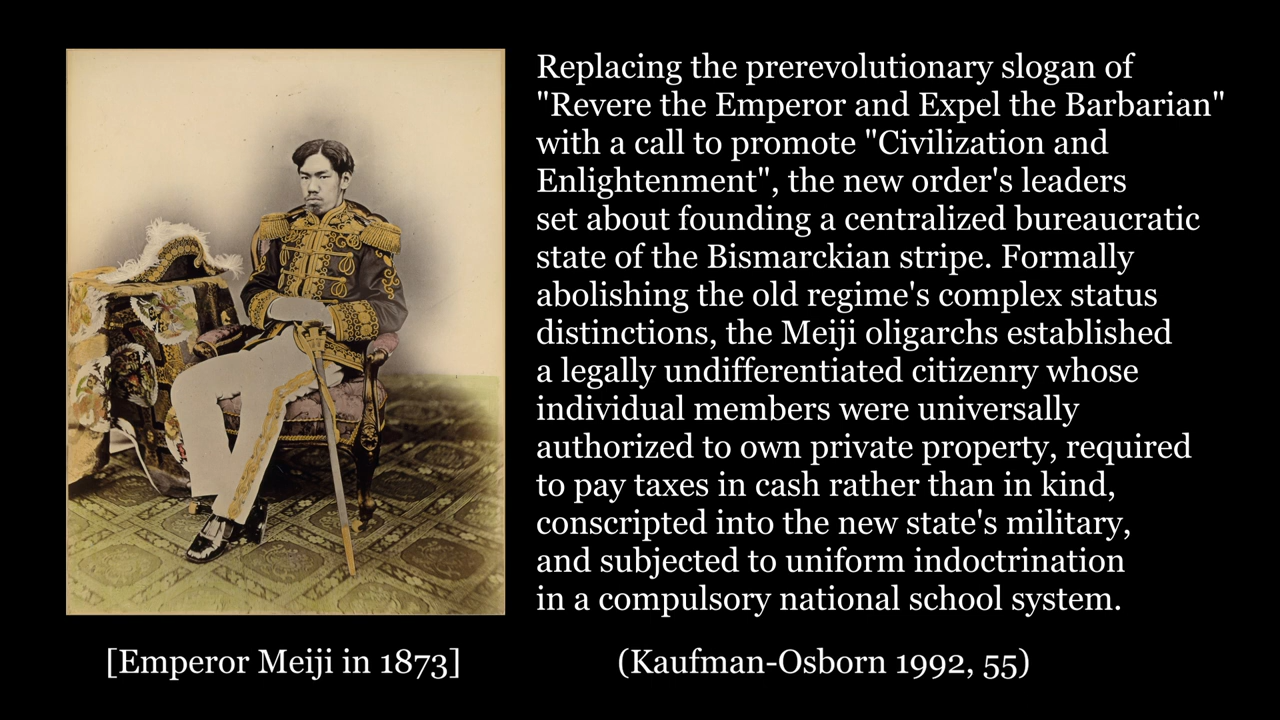 Replacing the prerevolutionary slogan of
"Revere the Emperor and Expel the Barbarian"
with a call to promote "Civilization and
Enlightenment", the new order's leaders
set about founding a centralized bureaucratic
state of the Bismarckian stripe. Formally
abolishing the old regime's complex status
distinctions, the Meiji oligarchs established
a legally undifferentiated citizenry whose
individual members were universally
authorized to own private property, required
to pay taxes in cash rather than in kind,
conscripted into the new state's military,
and subjected to uniform indoctrination
in a compulsory national school system.
[Emperor Meiji in 1873]
(Kaufman-Osborn 1992, 55)